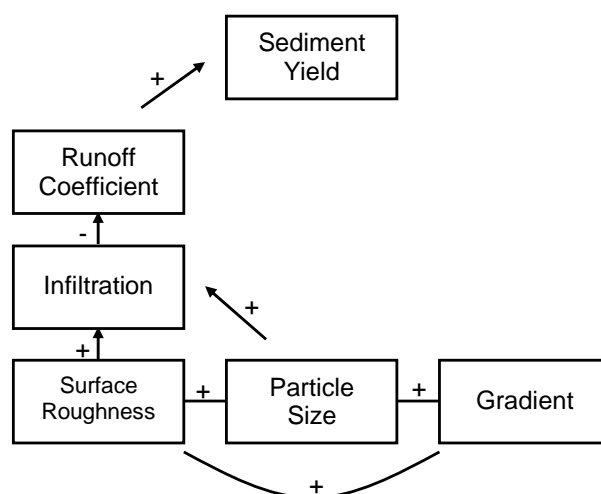 Sediment
Yield
+
Runoff
Coefficient
-
Infiltration
+
+
Surface
Roughness
+
Particle
Size
+
Gradient
+